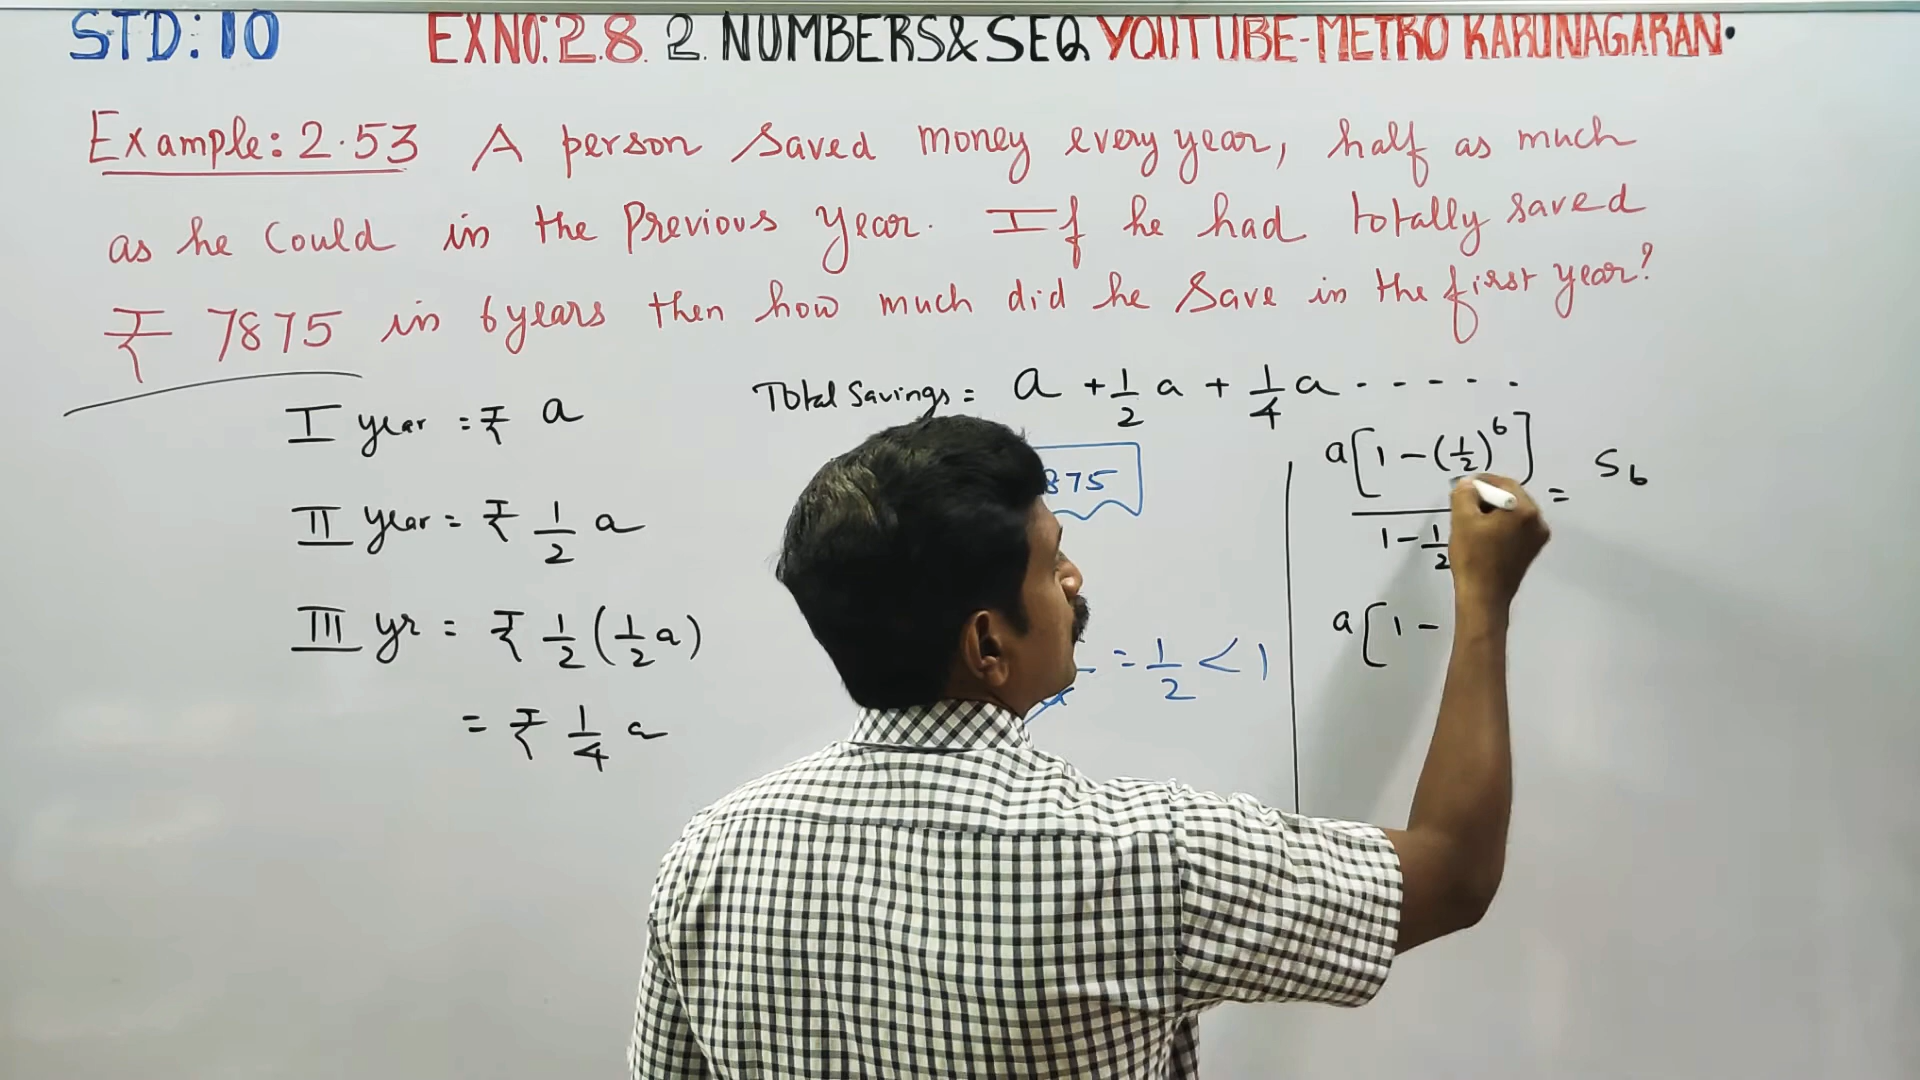 STD: 10 EXNO: 2.8. 2. NUMBERS & SEQ YOUTUBE-METRO KARUNAGARAN.
Example: 2.53 A person saved money every year, half as much
as he could in the previous year. If he had totally saved
₹ 7875 in 6 years then how much did he save in the first year?
Total Savings = a + 1/2 a + 1/4 a - - - - -
I year = ₹ a
II year = ₹ 1/2 a
III yr = ₹ 1/2 (1/2 a)
= ₹ 1/4 a
875
= 1/2 < 1
a[1 - (1/2)^6] / 1 - 1/2 = S6
a[1 -